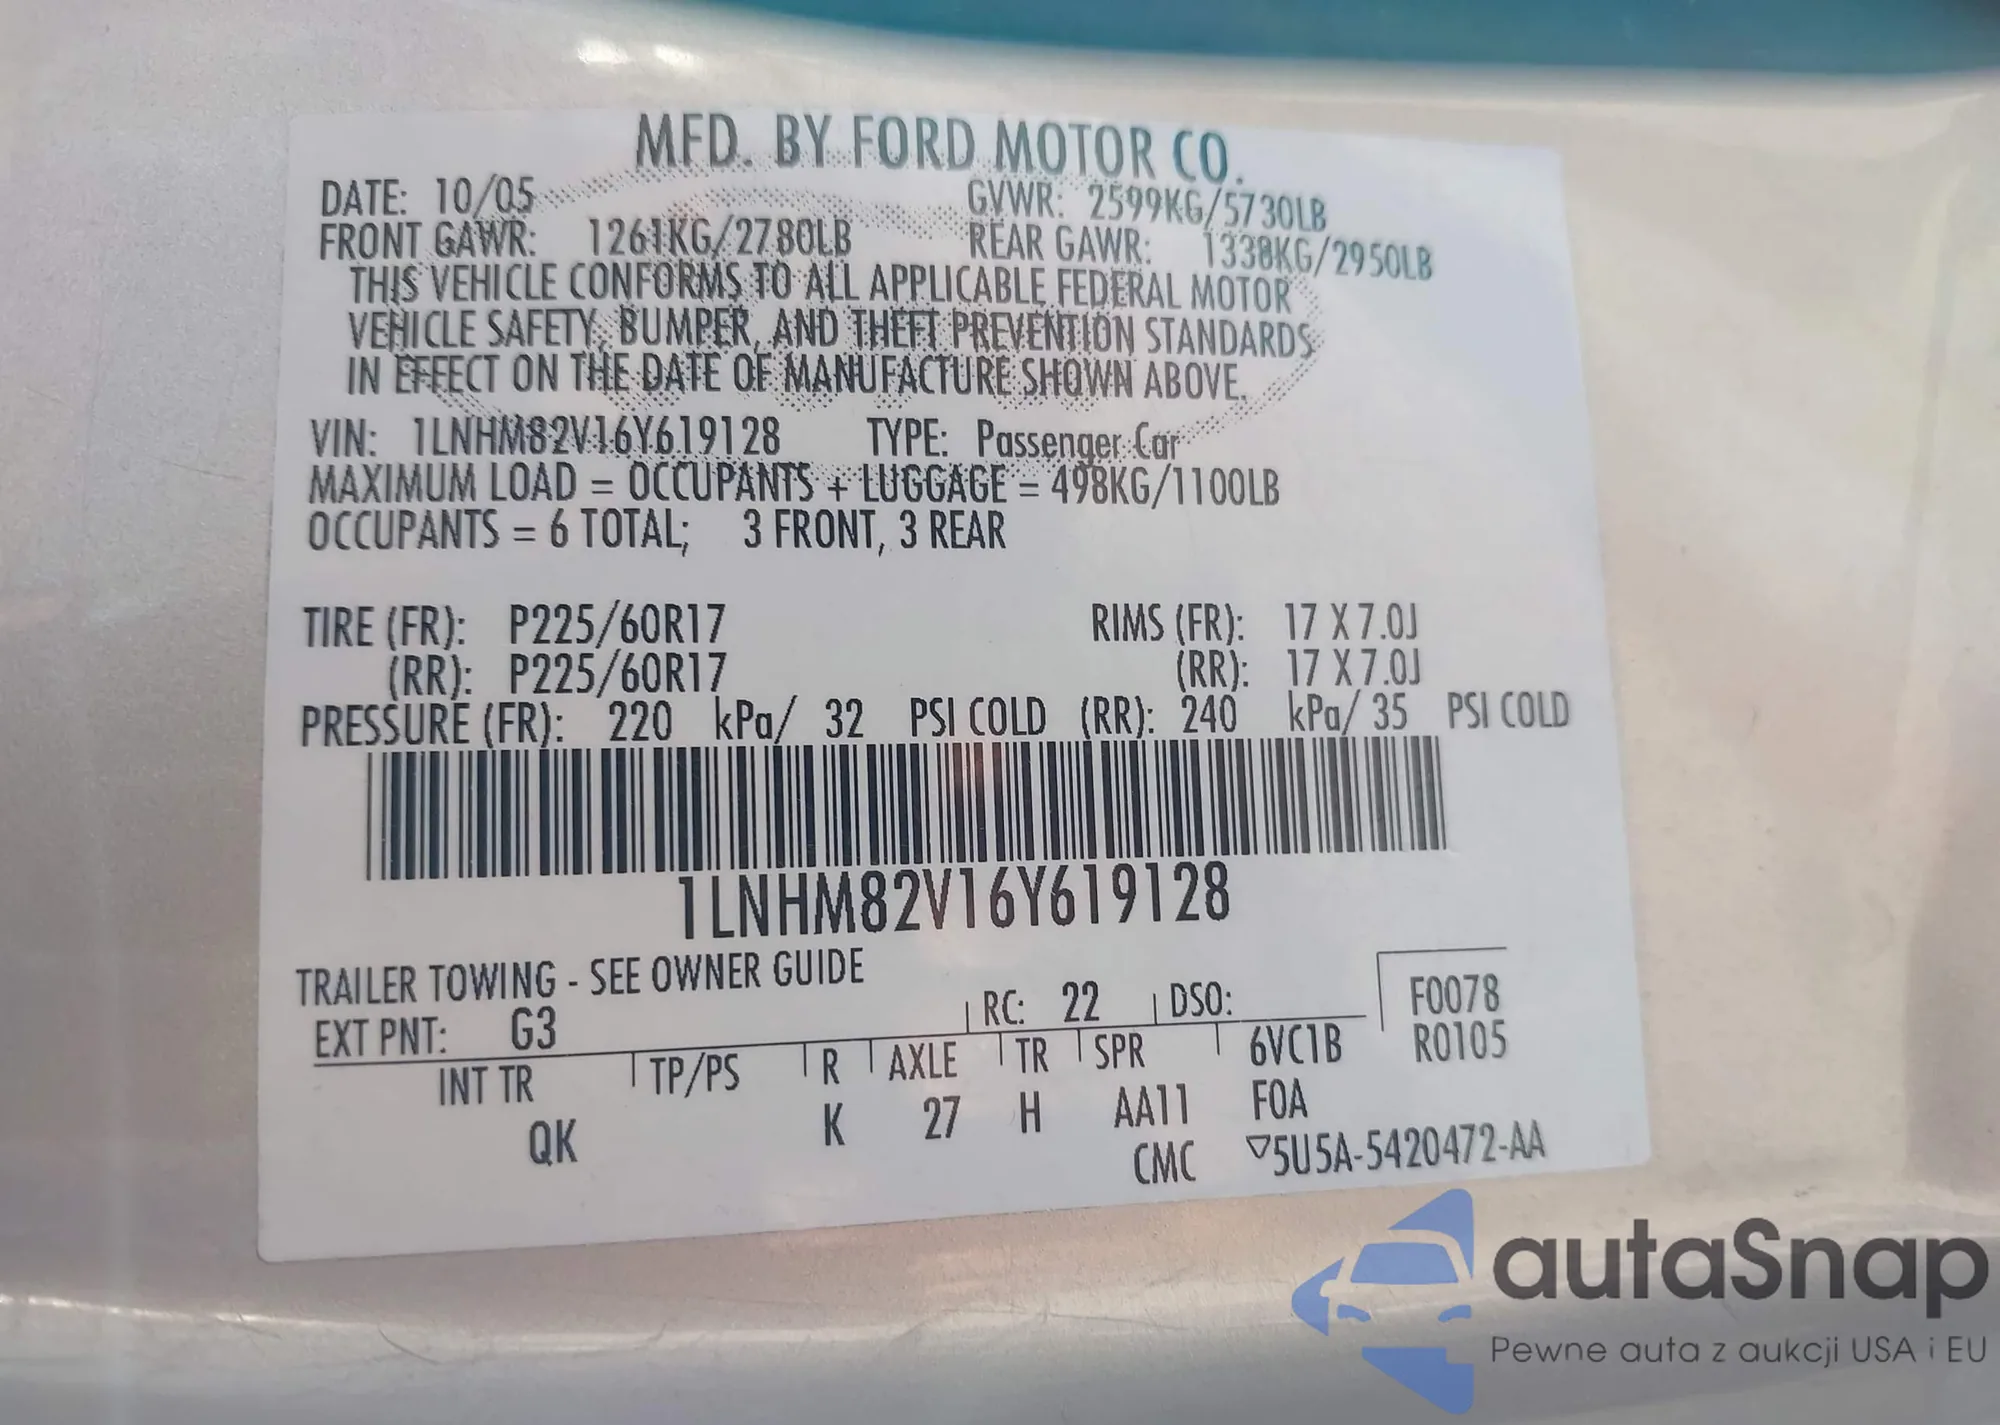 MFD. BY FORD MOTOR CO.
DATE: 10/05 GVWR: 2599KG/5730LB
FRONT GAWR: 1261KG/2780LB REAR GAWR: 1338KG/2950LB
THIS VEHICLE CONFORMS TO ALL APPLICABLE FEDERAL MOTOR
VEHICLE SAFETY, BUMPER, AND THEFT PREVENTION STANDARDS
IN EFFECT ON THE DATE OF MANUFACTURE SHOWN ABOVE.
VIN: 1LNHM82V16Y619128 TYPE: Passenger Car
MAXIMUM LOAD = OCCUPANTS + LUGGAGE = 498KG/1100LB
OCCUPANTS = 6 TOTAL; 3 FRONT, 3 REAR
TIRE (FR): P225/60R17 RIMS (FR): 17 X 7.0J
(RR): P225/60R17 (RR): 17 X 7.0J
PRESSURE (FR): 220 kPa/ 32 PSI COLD (RR): 240 kPa/ 35 PSI COLD
1LNHM82V16Y619128
TRAILER TOWING - SEE OWNER GUIDE
EXT PNT: G3 RC: 22 DSO: F0078
INT TR TP/PS R AXLE TR SPR 6VC1B R0105
QK K 27 H AA11 FOA
CMC ▽5U5A-5420472-AA
autaSnap
Pewne auta z aukcji USA i EU